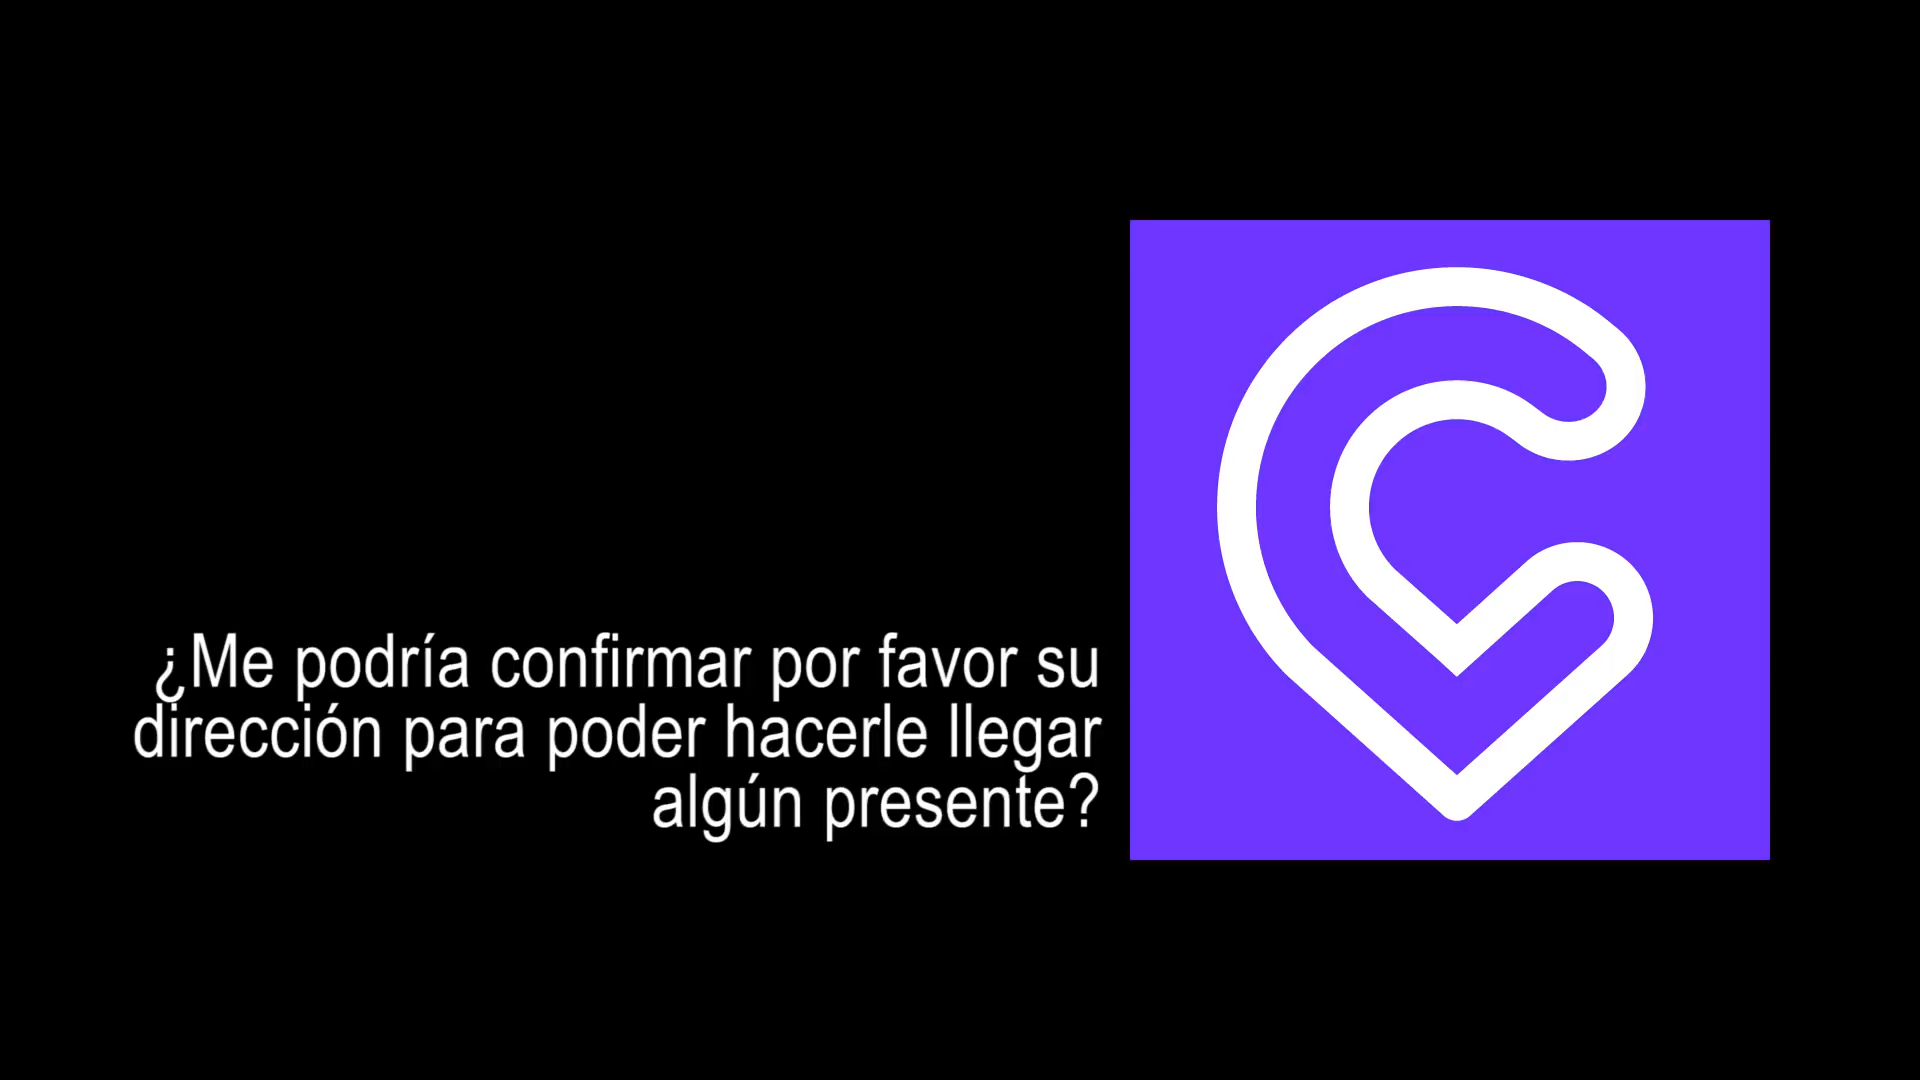 ¿Me podría confirmar por favor su
dirección para poder hacerle llegar
algún presente?